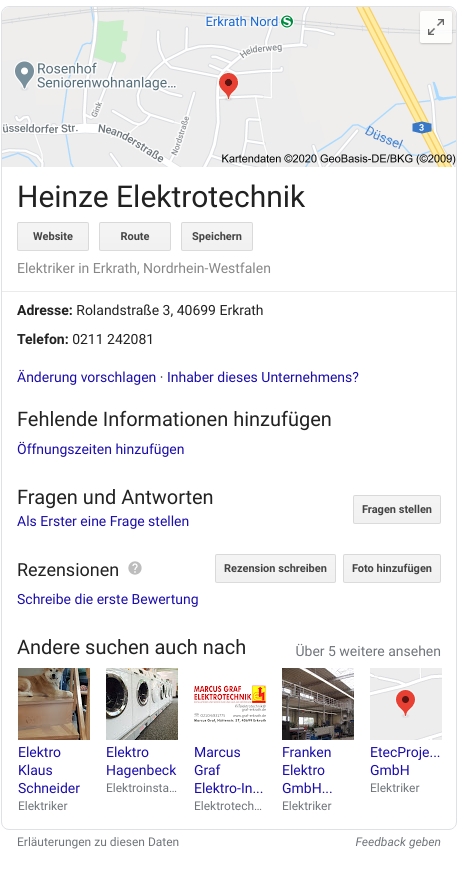 Erkrath Nord S
Heiderweg
Rosenhof
Seniorenwohnanlage...
Gink
Nordstraße
üsseldorfer Str.
Neanderstraße
3
Düssel
Kartendaten ©2020 GeoBasis-DE/BKG (©2009)
Heinze Elektrotechnik
Website Route Speichern
Elektriker in Erkrath, Nordrhein-Westfalen
Adresse: Rolandstraße 3, 40699 Erkrath
Telefon: 0211 242081
Änderung vorschlagen · Inhaber dieses Unternehmens?
Fehlende Informationen hinzufügen
Öffnungszeiten hinzufügen
Fragen und Antworten
Fragen stellen
Als Erster eine Frage stellen
Rezensionen ?
Rezension schreiben Foto hinzufügen
Schreibe die erste Bewertung
Andere suchen auch nach
Über 5 weitere ansehen
MARCUS GRAF
ELEKTROTECHNIK
Elektro
Klaus
Schneider
Elektriker
Elektro
Hagenbeck
Elektroinsta...
Marcus
Graf
Elektro-In...
Elektrotech...
Franken
Elektro
GmbH...
Elektriker
EtecProje...
GmbH
Elektriker
Erläuterungen zu diesen Daten
Feedback geben